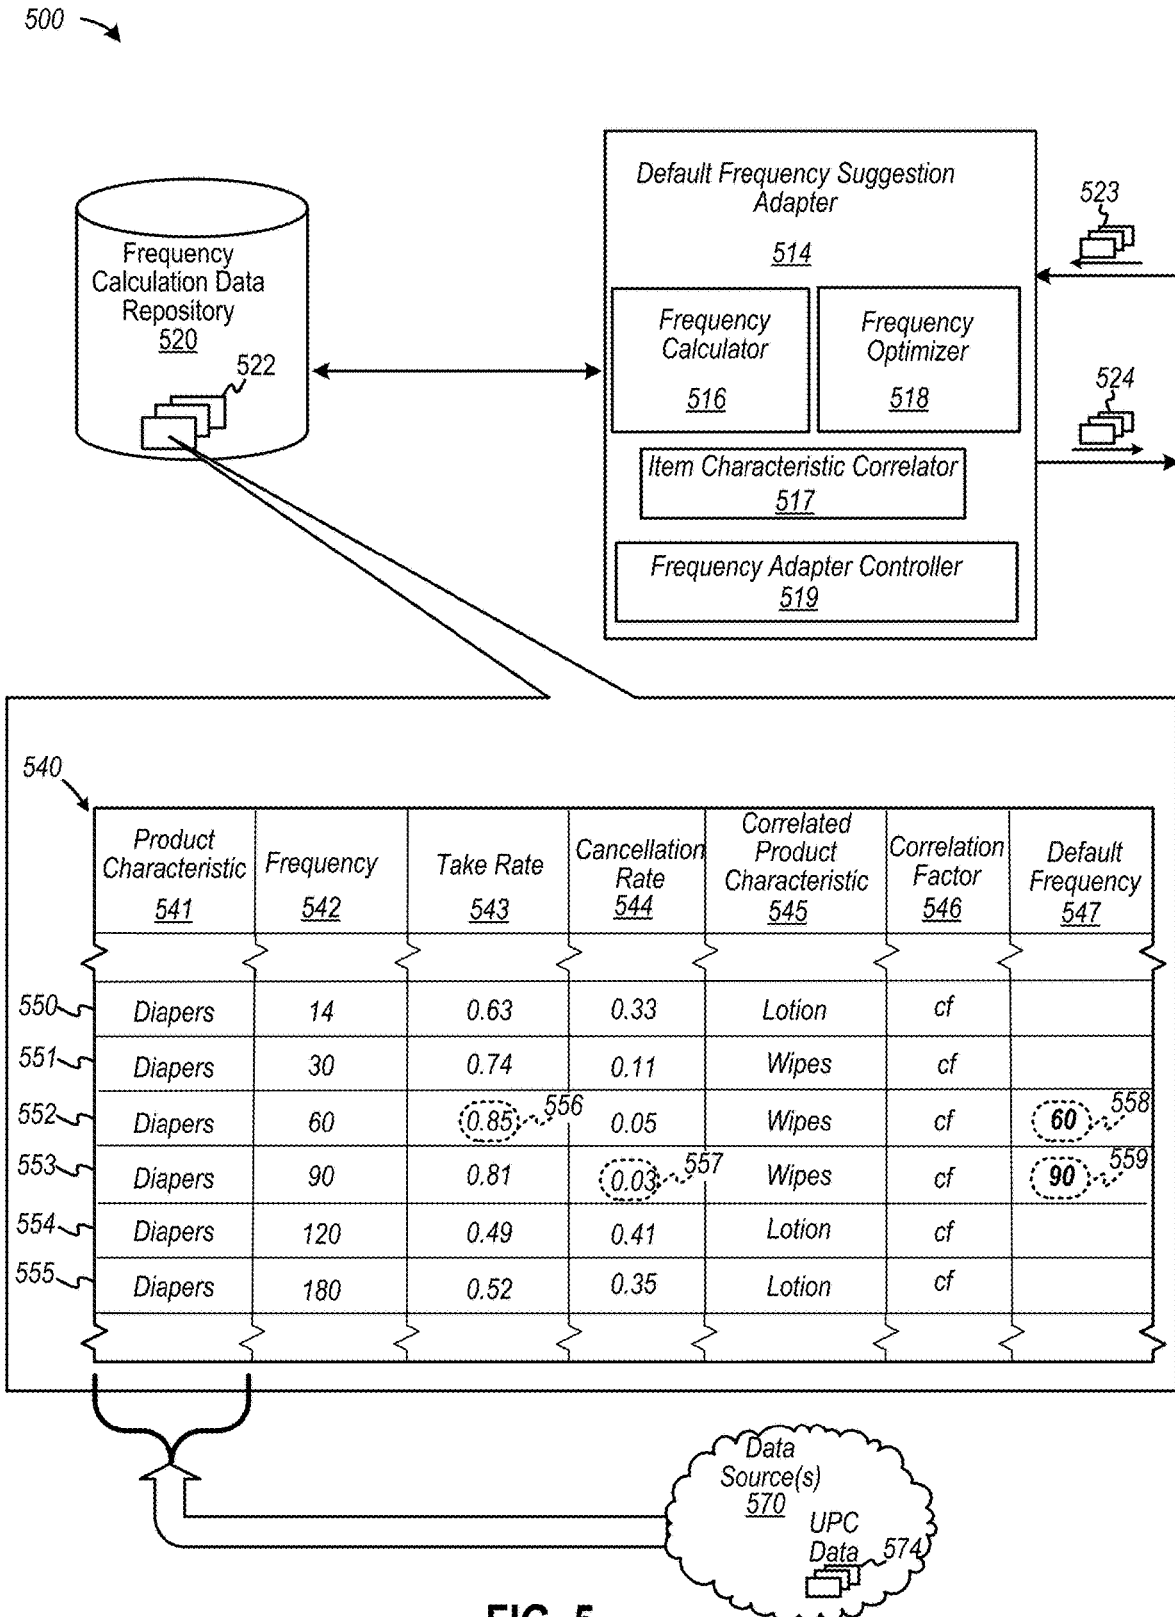 500
Default Frequency Suggestion
Adapter
514
523
Frequency
Calculation Data
Repository
520
522
Frequency
Calculator
516
Frequency
Optimizer
518
524
Item Characteristic Correlator
517
Frequency Adapter Controller
519
540
Product
Characteristic
541
Frequency
542
Take Rate
543
Cancellation
Rate
544
Correlated
Product
Characteristic
545
Correlation
Factor
546
Default
Frequency
547
550 Diapers 14 0.63 0.33 Lotion cf
551 Diapers 30 0.74 0.11 Wipes cf
552 Diapers 60 0.85 556 0.05 Wipes cf 60 558
553 Diapers 90 0.81 0.03 557 Wipes cf 90 559
554 Diapers 120 0.49 0.41 Lotion cf
555 Diapers 180 0.52 0.35 Lotion cf
Data
Source(s)
570
UPC
Data
574
FIG. 5